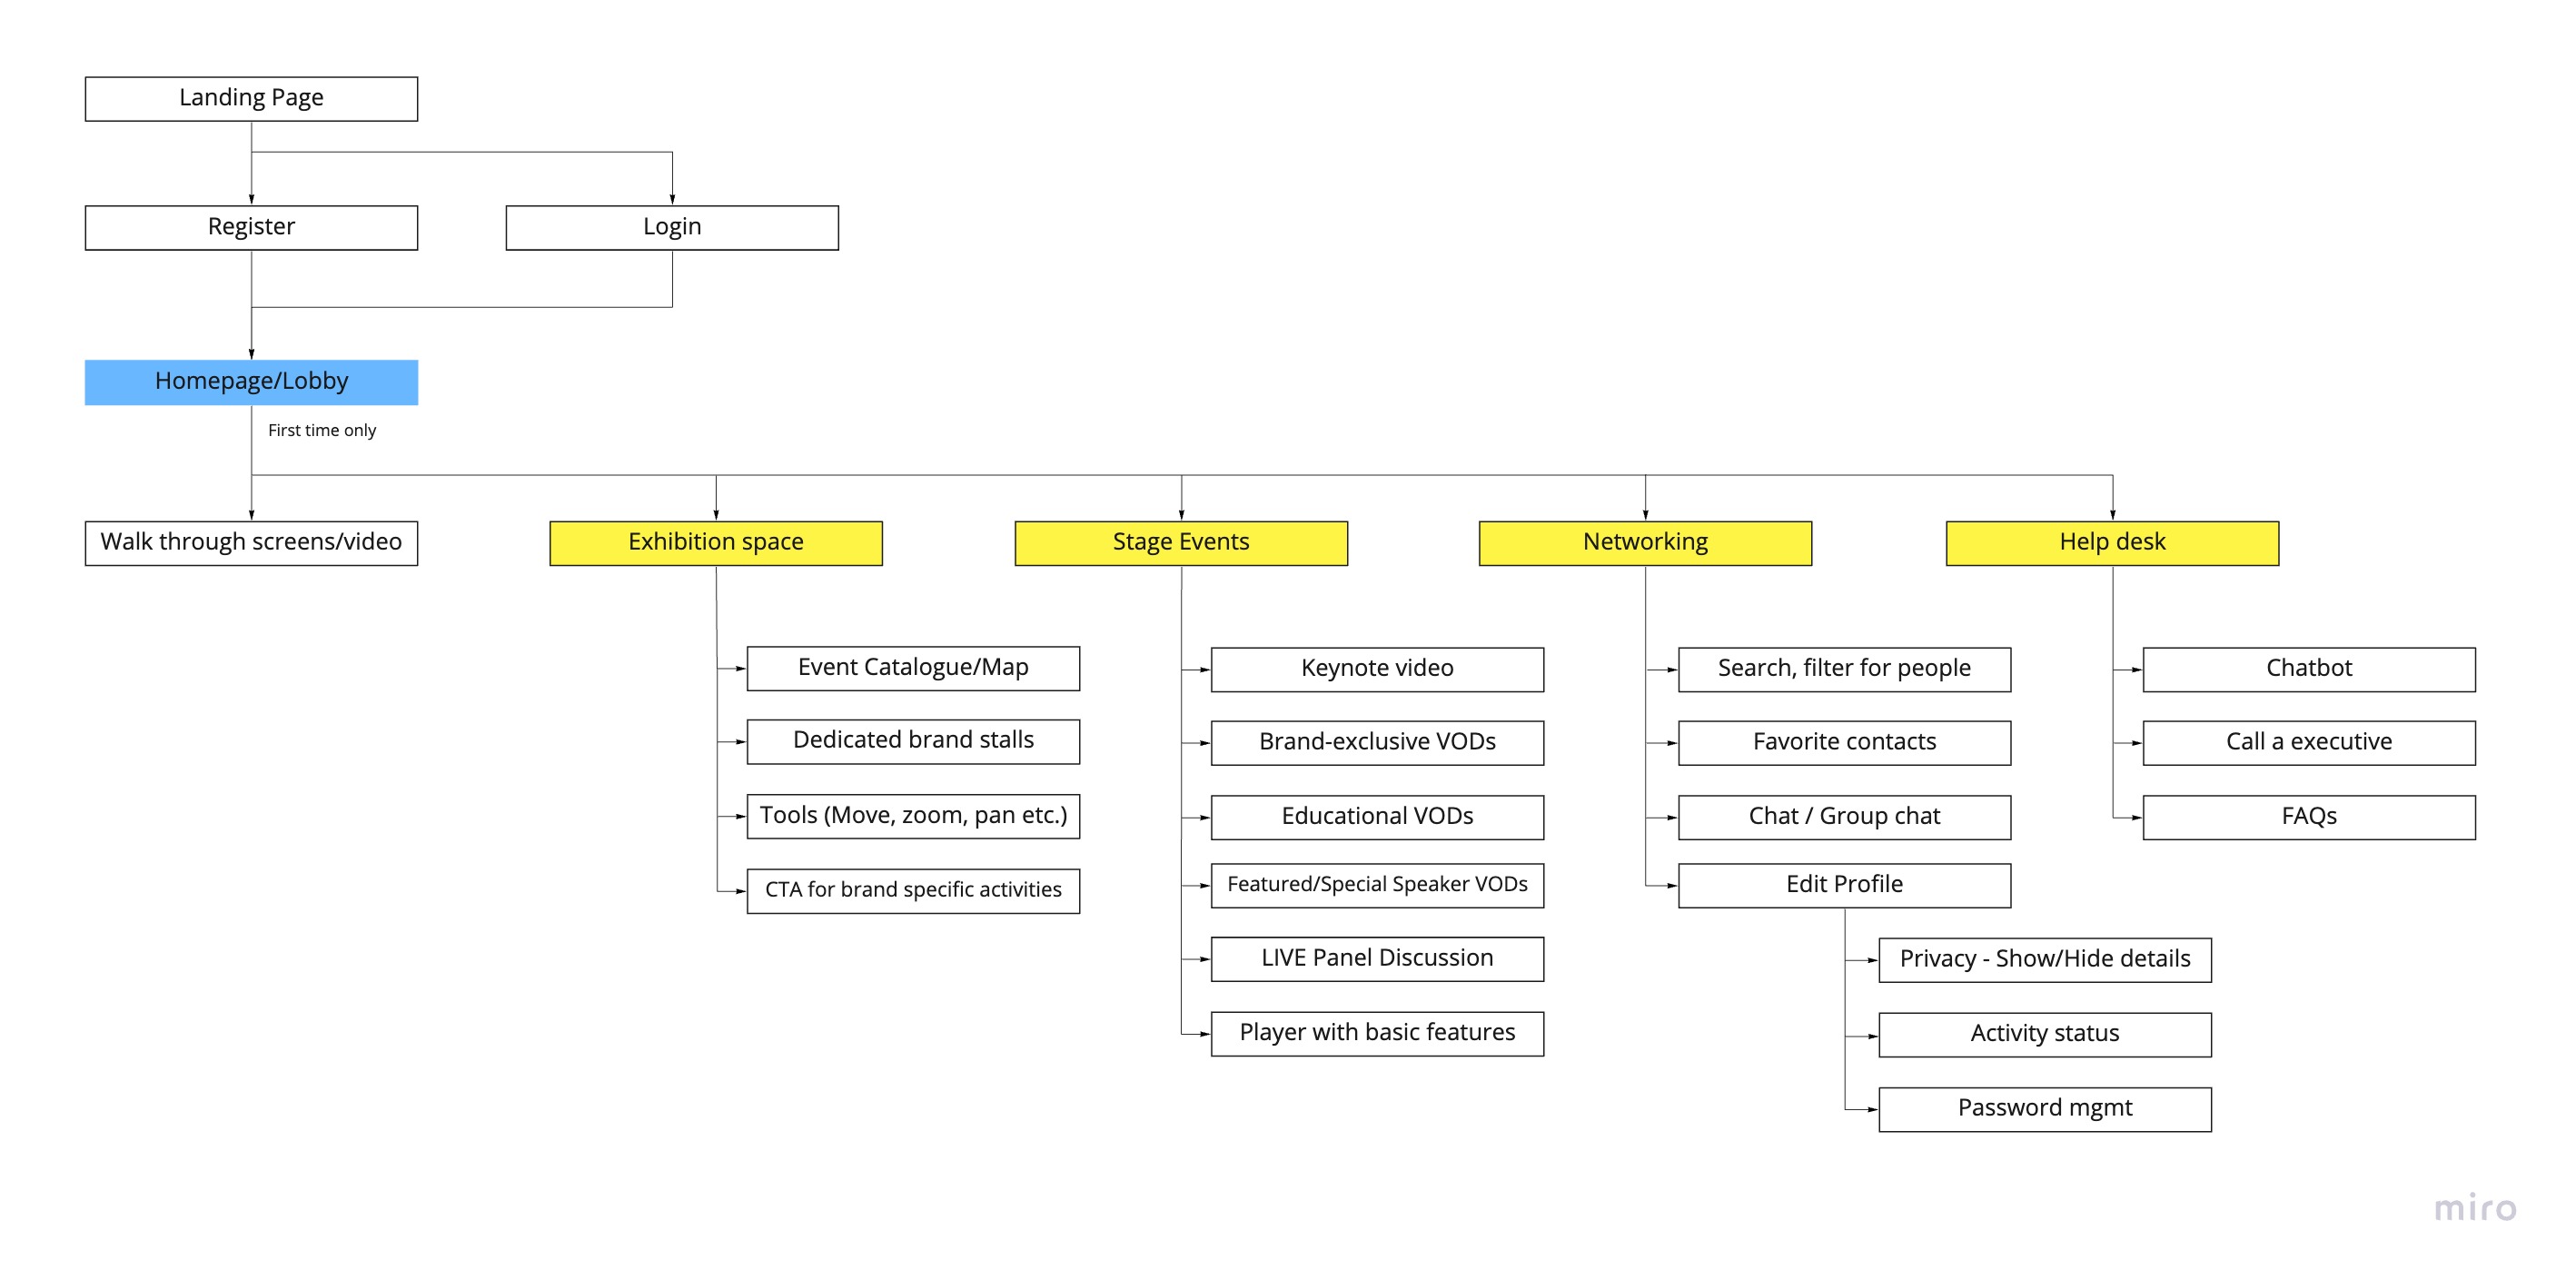 Landing Page
Register
Login
Homepage/Lobby
First time only
Walk through screens/video
Exhibition space
Stage Events
Networking
Help desk
Event Catalogue/Map
Dedicated brand stalls
Tools (Move, zoom, pan etc.)
CTA for brand specific activities
Keynote video
Brand-exclusive VODs
Educational VODs
Featured/Special Speaker VODs
LIVE Panel Discussion
Player with basic features
Search, filter for people
Favorite contacts
Chat / Group chat
Edit Profile
Privacy - Show/Hide details
Activity status
Password mgmt
Chatbot
Call a executive
FAQs
miro